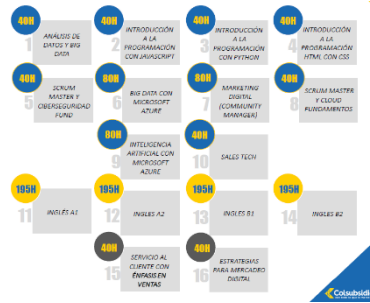 40H
1
ANÁLISIS DE
DATOS Y BIG
DATA
40H
2
INTRODUCCIÓN
A LA
PROGRAMACIÓN
CON JAVASCRIPT
40H
3
INTRODUCCIÓN
A LA
PROGRAMACIÓN
CON PYTHON
40H
4
INTRODUCCIÓN
A LA
PROGRAMACIÓN
HTML CON CSS
40H
5
SCRUM
MASTER Y
CIBERSEGURIDAD
FUND
80H
6
BIG DATA CON
MICROSOFT
AZURE
80H
7
MARKETING
DIGITAL
(COMMUNITY
MANAGER)
40H
8
SCRUM MASTER
Y CLOUD
FUNDAMENTOS
80H
9
INTELIGENCIA
ARTIFICIAL CON
MICROSOFT
AZURE
40H
10
SALES TECH
195H
11
INGLÉS A1
195H
12
INGLES A2
195H
13
INGLES B1
195H
14
INGLES B2
40H
15
SERVICIO AL
CLIENTE CON
ÉNFASIS EN
VENTAS
40H
16
ESTRATEGIAS
PARA MERCADEO
DIGITAL
Colsubsidio